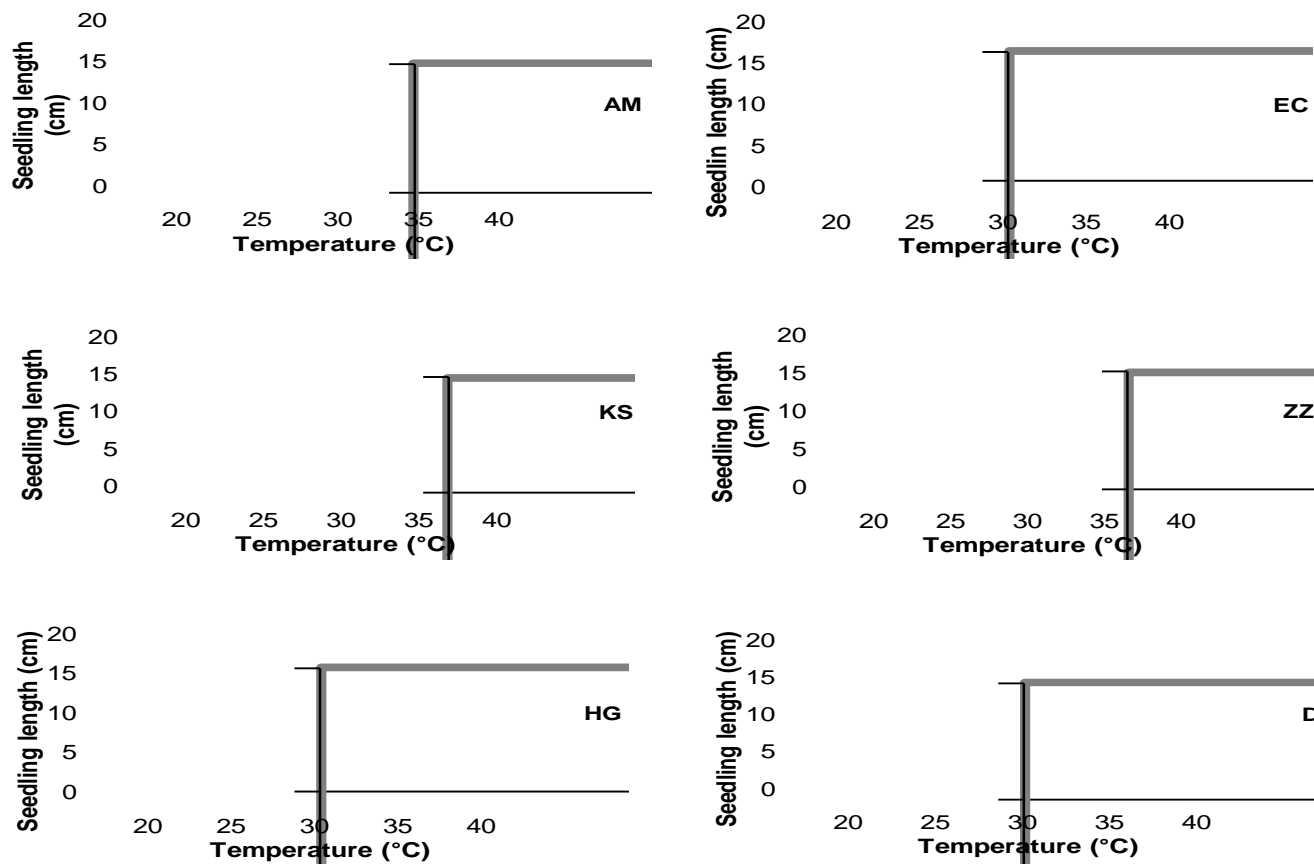 Seedling length
(cm)
20
15
10
5
0
AM
20 25 30 35 40
Temperature (°C)
Seedlin length (cm)
20
15
10
5
0
EC
20 25 30 35 40
Temperature (°C)
Seedling length
(cm)
20
15
10
5
0
KS
20 25 30 35 40
Temperature (°C)
Seedling length
(cm)
20
15
10
5
0
ZZ
20 25 30 35 40
Temperature (°C)
Seedling length (cm)
20
15
10
5
0
HG
20 25 30 35 40
Temperature (°C)
Seedling length (cm)
20
15
10
5
0
D
20 25 30 35 40
Temperature (°C)